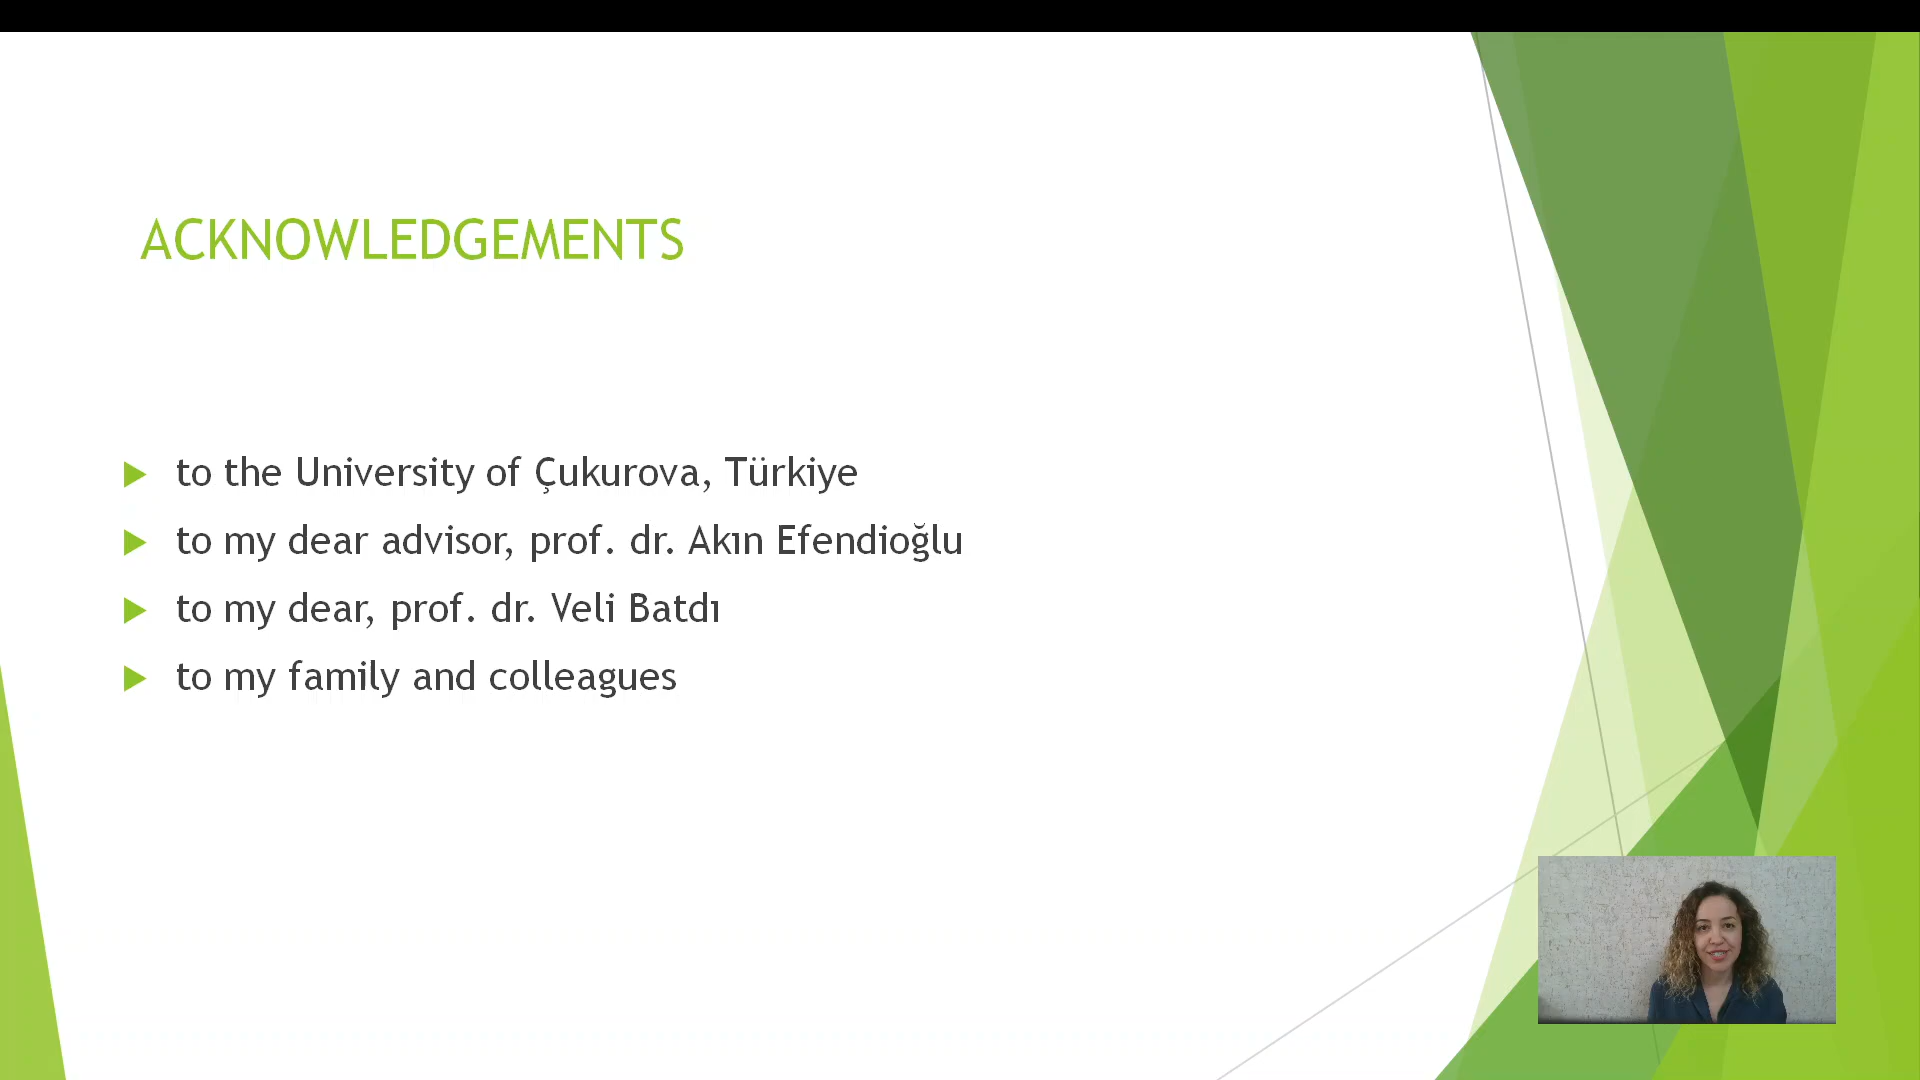 ACKNOWLEDGEMENTS
to the University of Çukurova, Türkiye
to my dear advisor, prof. dr. Akın Efendioğlu
to my dear, prof. dr. Veli Batdı
to my family and colleagues